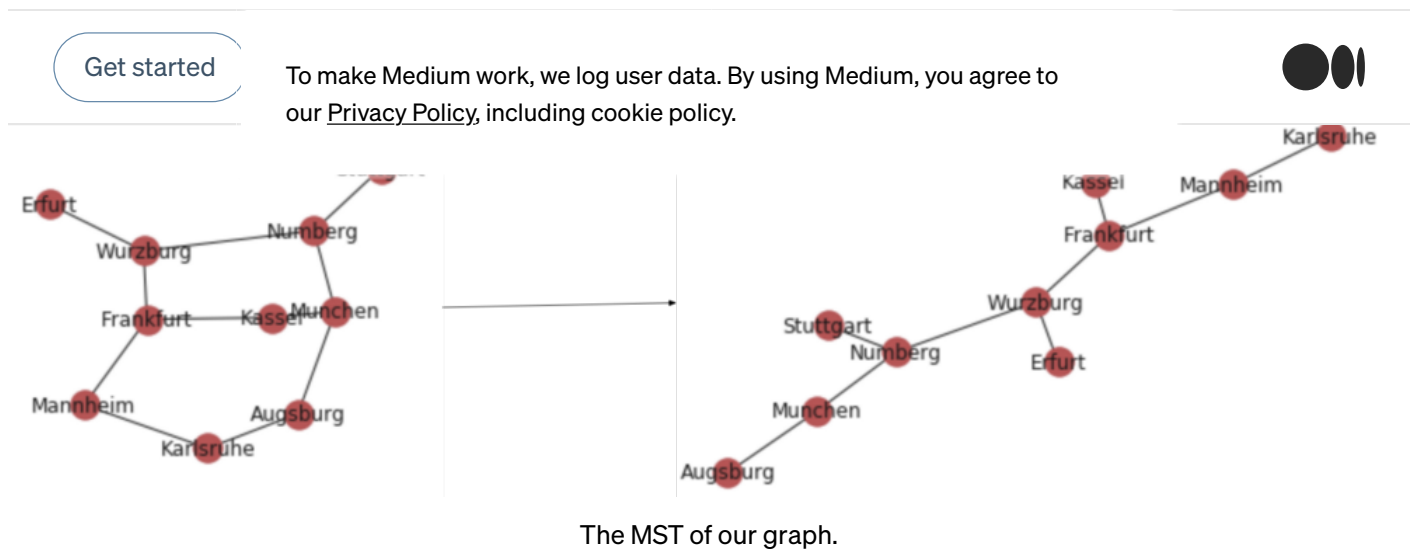 Get started
To make Medium work, we log user data. By using Medium, you agree to
our Privacy Policy, including cookie policy.
Karlsruhe
Kassel
Mannheim
Erfurt
Numberg
Frankfurt
Wurzburg
Munchen
Wurzburg
Frankfurt
Kassel
Stuttgart
Numberg
Erfurt
Mannheim
Augsburg
Munchen
Karlsruhe
Augsburg
The MST of our graph.